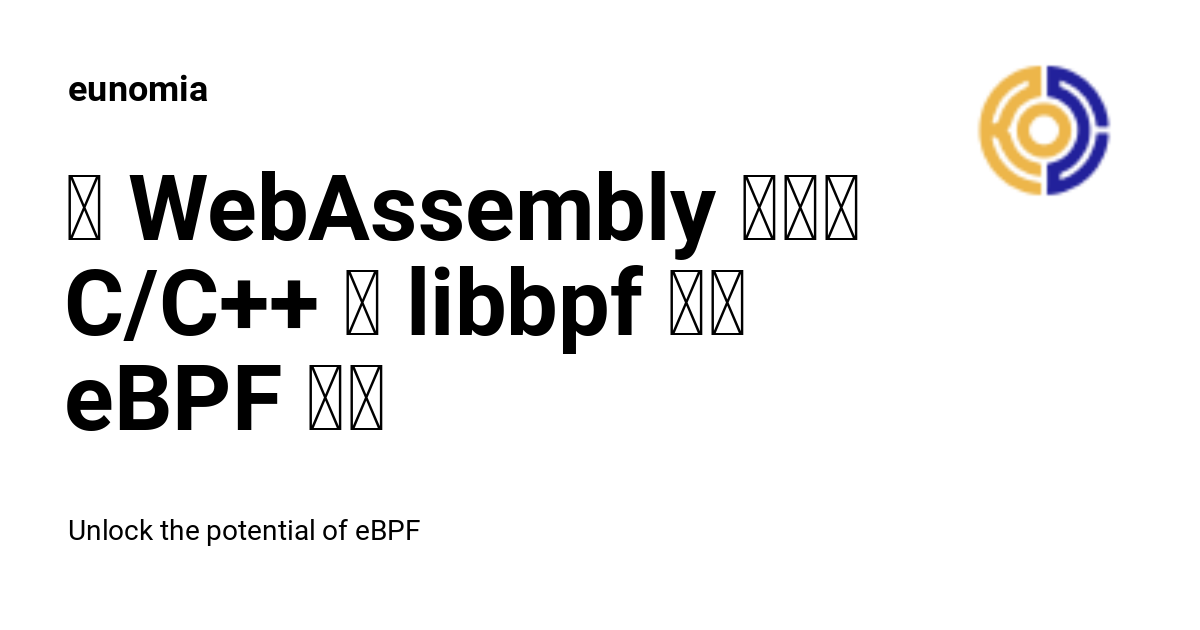 eunomia
WebAssembly
C/C++ libbpf
eBPF
Unlock the potential of eBPF